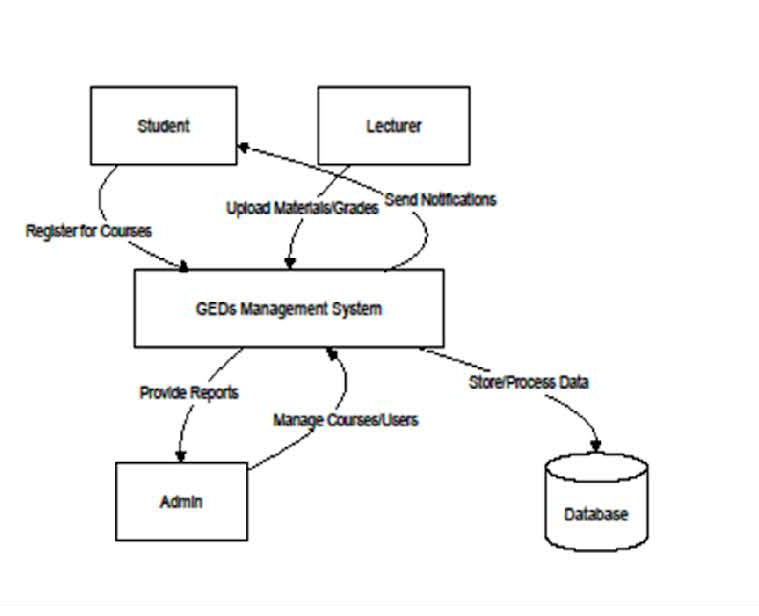 Student
Lecturer
Send Notifications
Upload Materials/Grades
Register for Courses
GEDs Management System
Provide Reports
Store/Process Data
Manage Courses/Users
Admin
Database